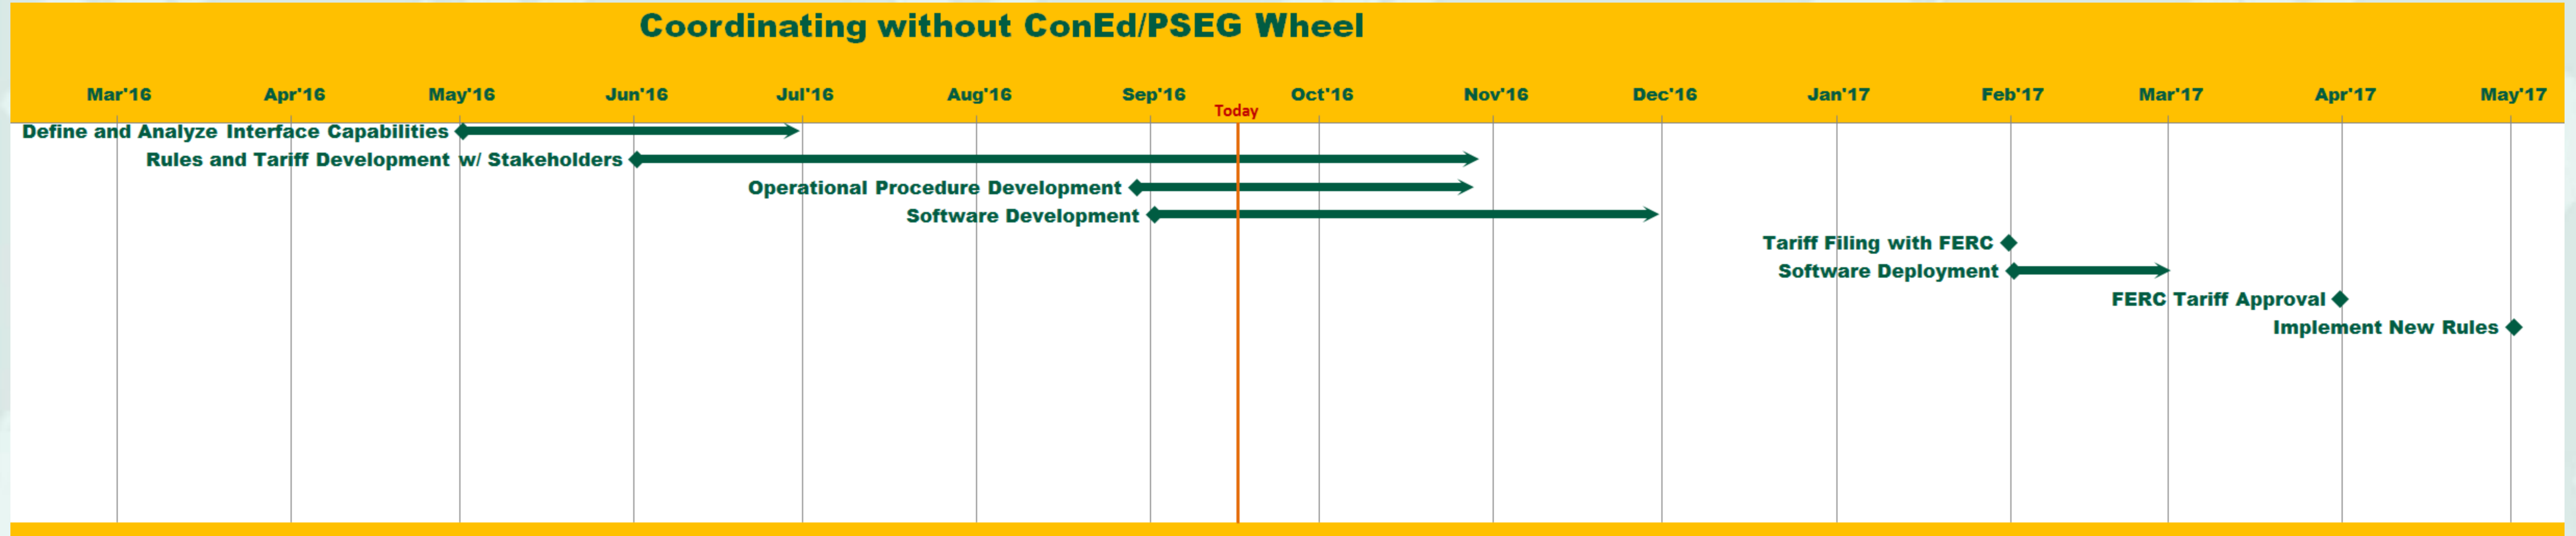 Coordinating without ConEd/PSEG Wheel
Mar'16 Apr'16 May'16 Jun'16 Jul'16 Aug'16 Sep'16 Oct'16 Nov'16 Dec'16 Jan'17 Feb'17 Mar'17 Apr'17 May'17
Today
Define and Analyze Interface Capabilities
Rules and Tariff Development w/ Stakeholders
Operational Procedure Development
Software Development
Tariff Filing with FERC
Software Deployment
FERC Tariff Approval
Implement New Rules